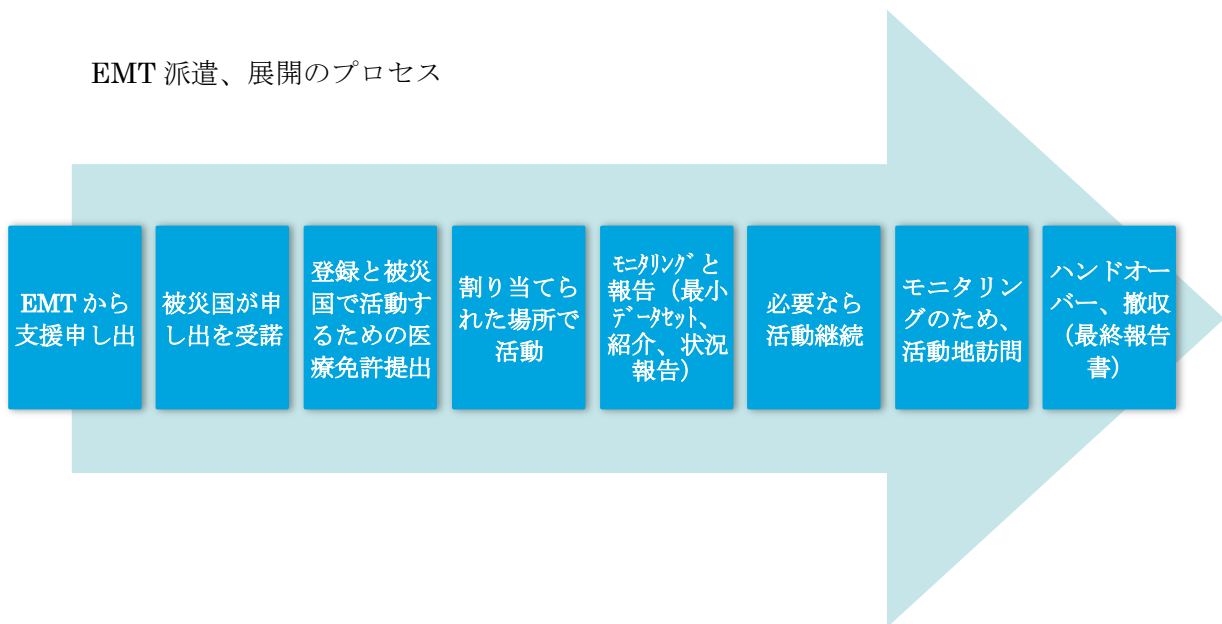 EMT 派遣、展開のプロセス
EMT から
支援申し出
被災国が申
し出を受諾
登録と被災
国で活動す
るための医
療免許提出
割り当てら
れた場所で
活動
ﾓﾆﾀﾘﾝｸﾞと
報告（最小
ﾃﾞｰﾀｾｯﾄ、
紹介、状況
報告）
必要なら
活動継続
モニタリン
グのため、
活動地訪問
ハンドオー
バー、撤収
（最終報告
書）